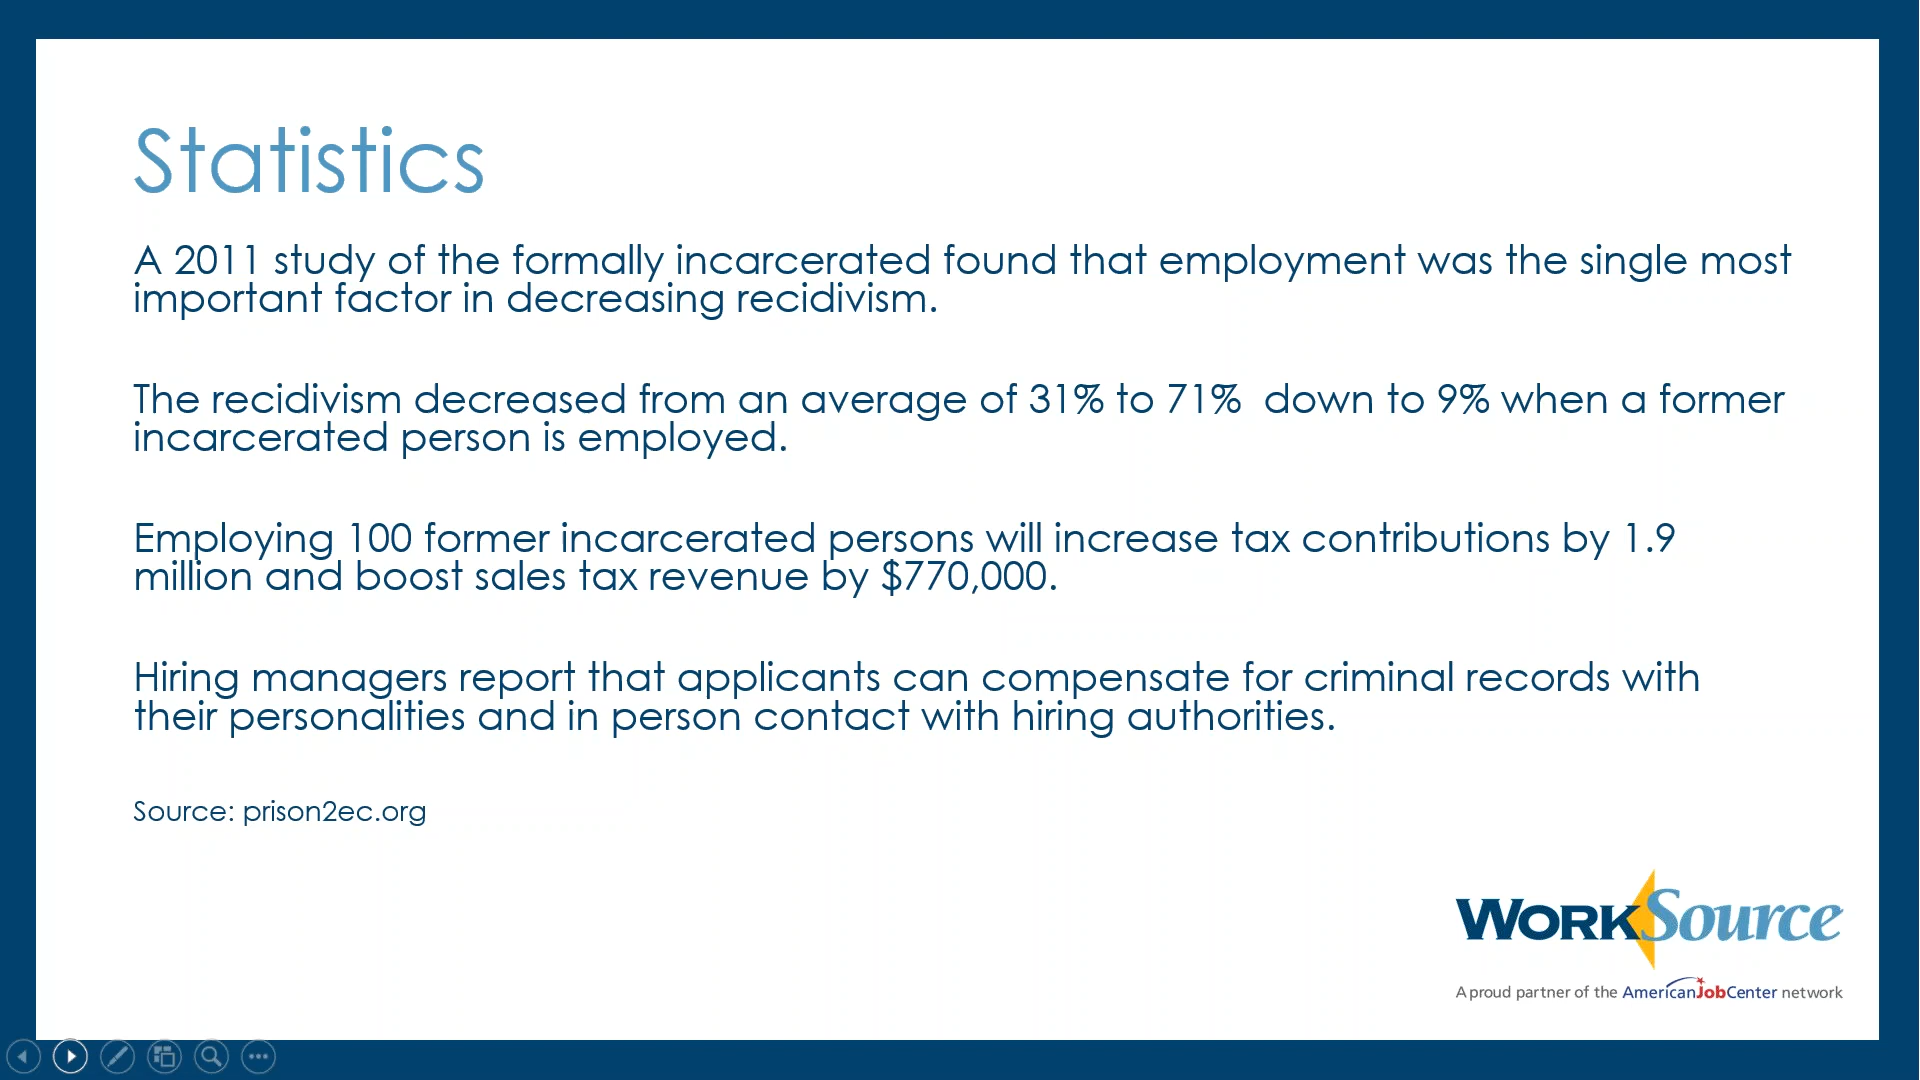 Statistics
A 2011 study of the formally incarcerated found that employment was the single most
important factor in decreasing recidivism.
The recidivism decreased from an average of 31% to 71%  down to 9% when a former
incarcerated person is employed.
Employing 100 former incarcerated persons will increase tax contributions by 1.9
million and boost sales tax revenue by $770,000.
Hiring managers report that applicants can compensate for criminal records with
their personalities and in person contact with hiring authorities.
Source: prison2ec.org
WORKSource
A proud partner of the AmericanJobCenter network